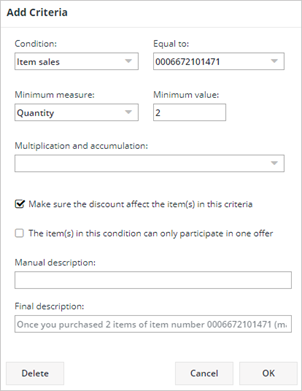 Add Criteria
Condition: Equal to:
Item sales 0006672101471
Minimum measure: Minimum value:
Quantity 2
Multiplication and accumulation:
Make sure the discount affect the item(s) in this criteria
The item(s) in this condition can only participate in one offer
Manual description:
Final description:
Once you purchased 2 items of item number 0006672101471 (m
Delete Cancel OK